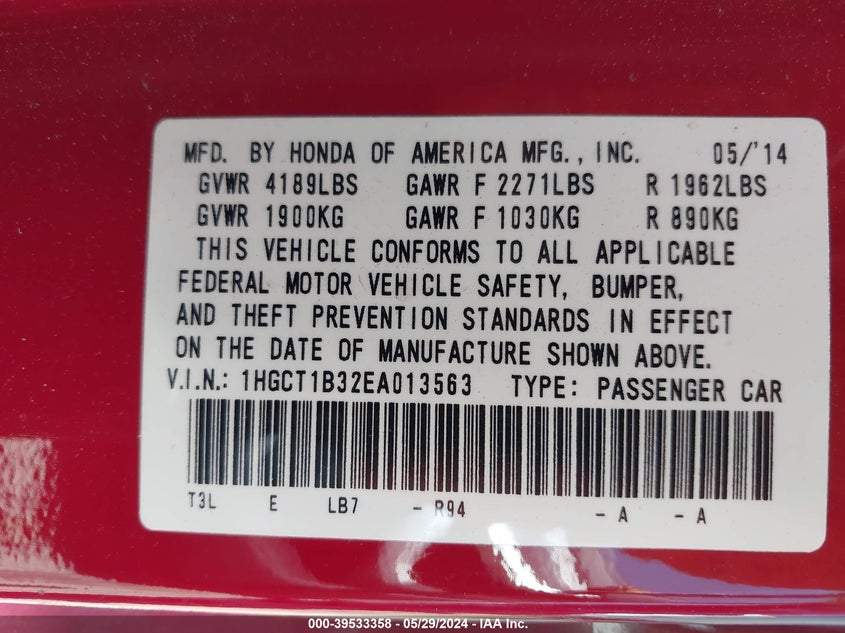 MFD. BY HONDA OF AMERICA MFG., INC. 05/'14
GVWR 4189LBS GAWR F 2271LBS R 1962LBS
GVWR 1900KG GAWR F 1030KG R 890KG
THIS VEHICLE CONFORMS TO ALL APPLICABLE
FEDERAL MOTOR VEHICLE SAFETY, BUMPER,
AND THEFT PREVENTION STANDARDS IN EFFECT
ON THE DATE OF MANUFACTURE SHOWN ABOVE.
V.I.N.: 1HGCT1B32EA013563 TYPE: PASSENGER CAR
T3L E LB7 - R94 - A - A
000-39533358 - 05/29/2024 - IAA Inc.